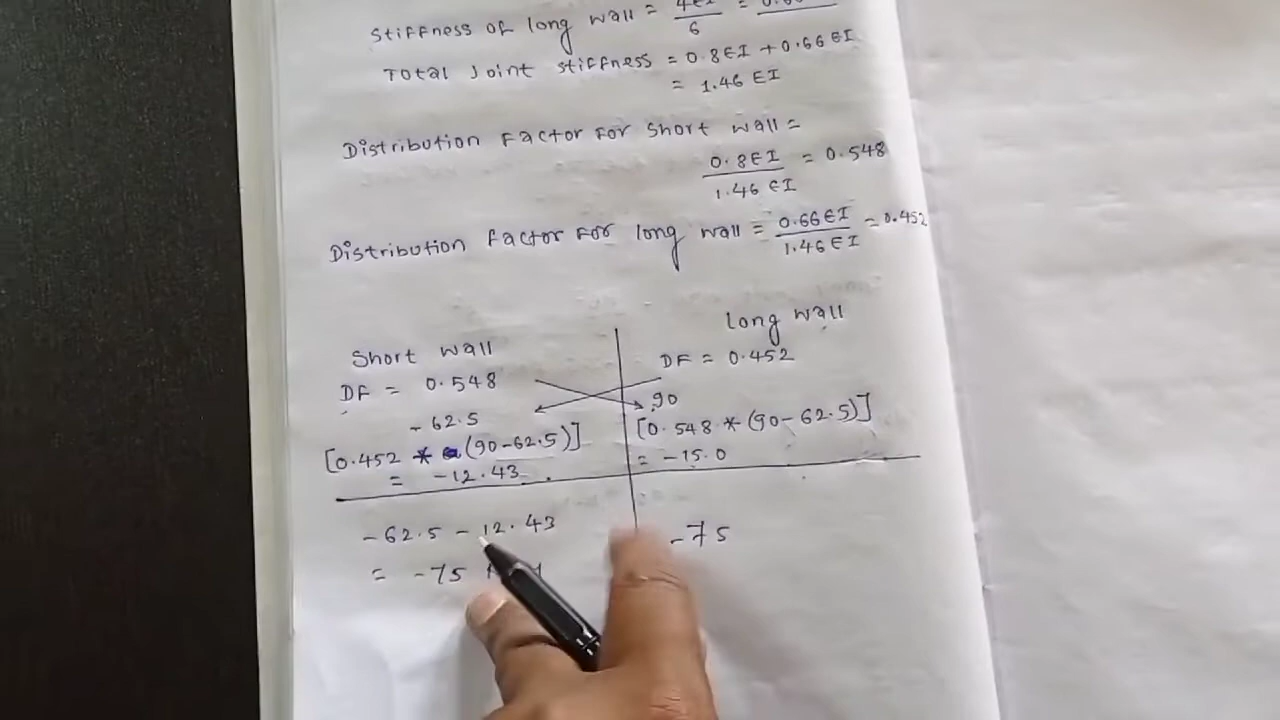 Stiffness of long wall = 4EI / 6 =
Total Joint stiffness = 0.8EI + 0.66EI
= 1.46 EI
Distribution Factor For Short wall =
0.8EI / 1.46 EI = 0.548
Distribution factor For long wall = 0.66EI / 1.46EI = 0.452
Short wall
long wall
DF = 0.548
DF = 0.452
- 62.5
90
[0.452 * (90-62.5)]
[0.548 * (90-62.5)]
= -12.43
= -15.0
-62.5 - 12.43
-75
= -75